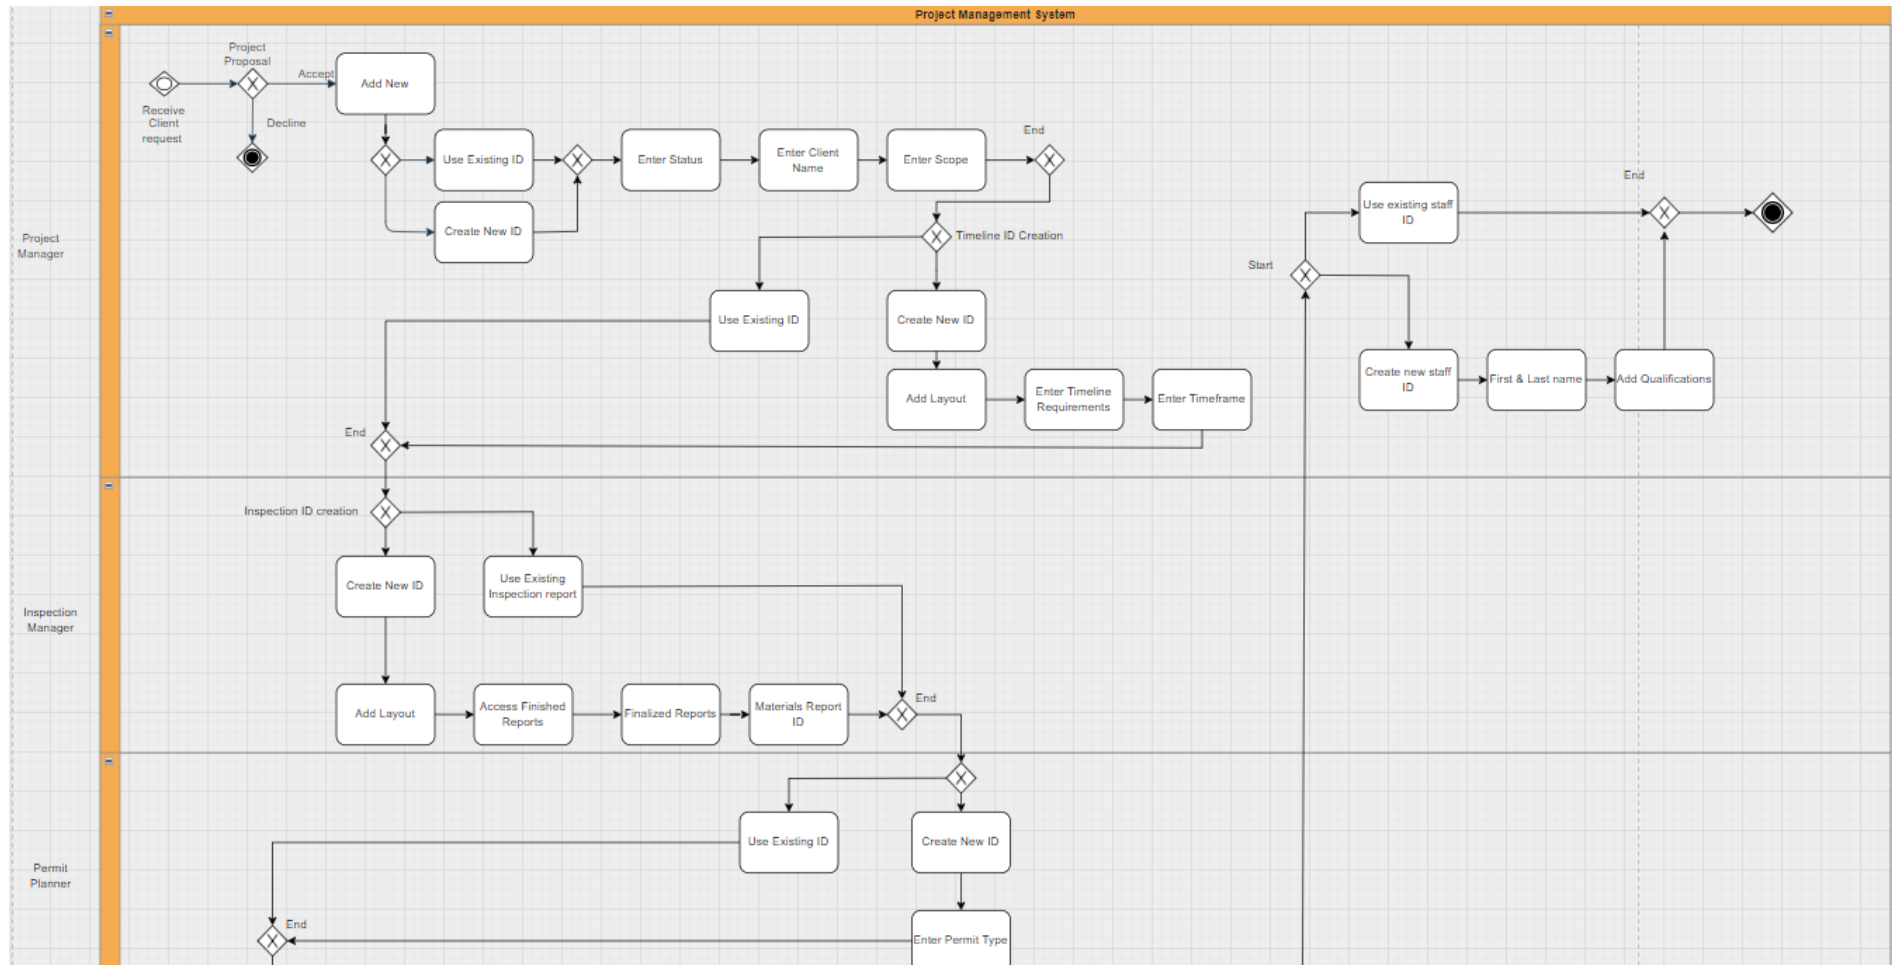 Project Management System
Project
Proposal
Accept
Add New
Receive
Client
request
Decline
Use Existing ID
Enter Status
Enter Client
Name
Enter Scope
End
Create New ID
Project
Manager
Timeline ID Creation
Use Existing ID
Create New ID
Add Layout
Enter Timeline
Requirements
Enter Timeframe
End
Start
Use existing staff
ID
End
Create new staff
ID
First & Last name
Add Qualifications
Inspection ID creation
Inspection
Manager
Create New ID
Use Existing
Inspection report
Add Layout
Access Finished
Reports
Finalized Reports
Materials Report
ID
End
Permit
Planner
Use Existing ID
Create New ID
End
Enter Permit Type